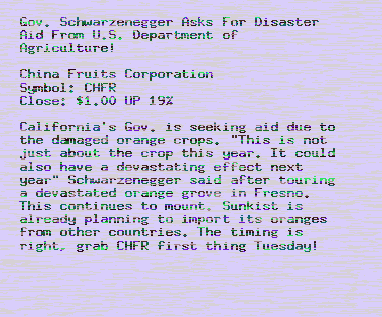 Gov. Schwarzenegger Asks For Disaster
Aid From U.S. Department of
Agriculture!
China Fruits Corporation
Symbol: CHFR
Close: $1.00 UP 19%
California's Gov. is seeking aid due to
the damaged orange crops. "This is not
just about the crop this year. It could
also have a devastating effect next
year" Schwarzenegger said after touring
a devastated orange grove in Fresno.
This continues to mount. Sunkist is
already planning to import its oranges
from other countries. The timing is
right, grab CHFR first thing Tuesday!